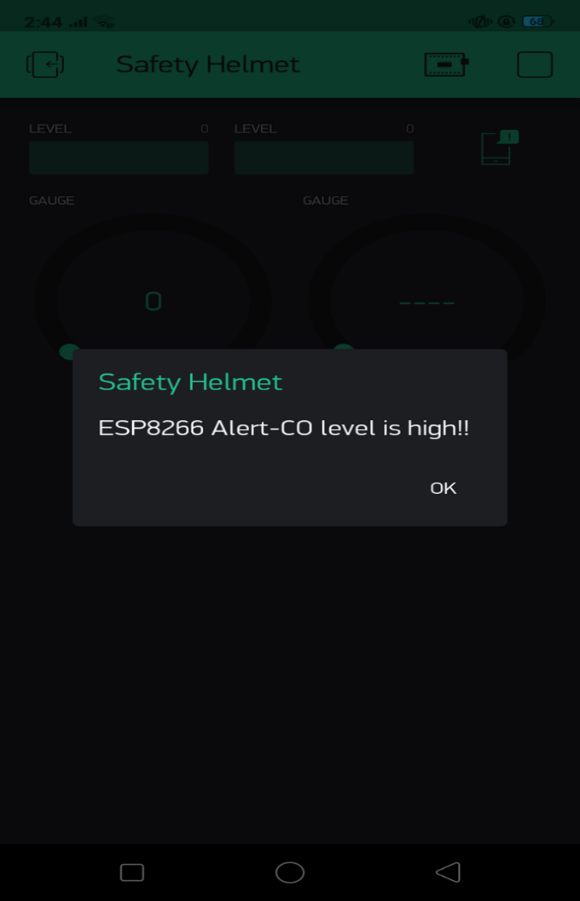 2:44 68
Safety Helmet
LEVEL 0 LEVEL 0
GAUGE GAUGE
0 ----
Safety Helmet
ESP8266 Alert-CO level is high!!
OK